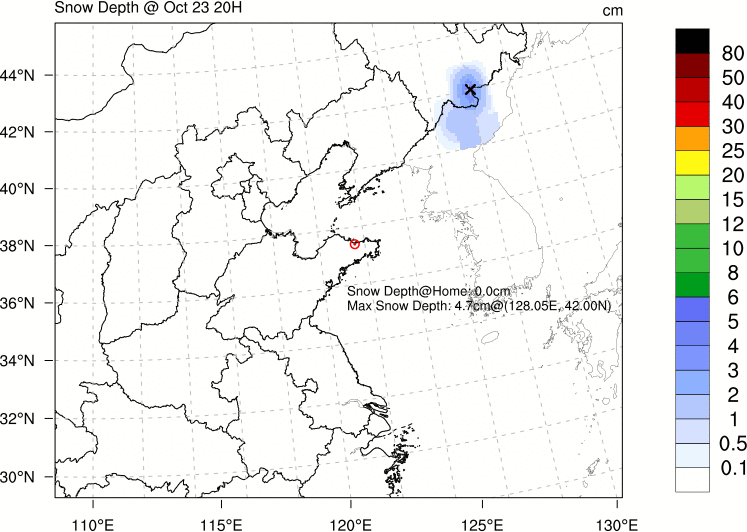 Snow Depth @ Oct 23 20H
cm
80
50
40
30
25
20
15
12
10
8
6
5
4
3
2
1
0.5
0.1
44°N
42°N
40°N
38°N
36°N
34°N
32°N
30°N
Snow Depth@Home: 0.0cm
Max Snow Depth: 4.7cm@(128.05E, 42.00N)
110°E
115°E
120°E
125°E
130°E